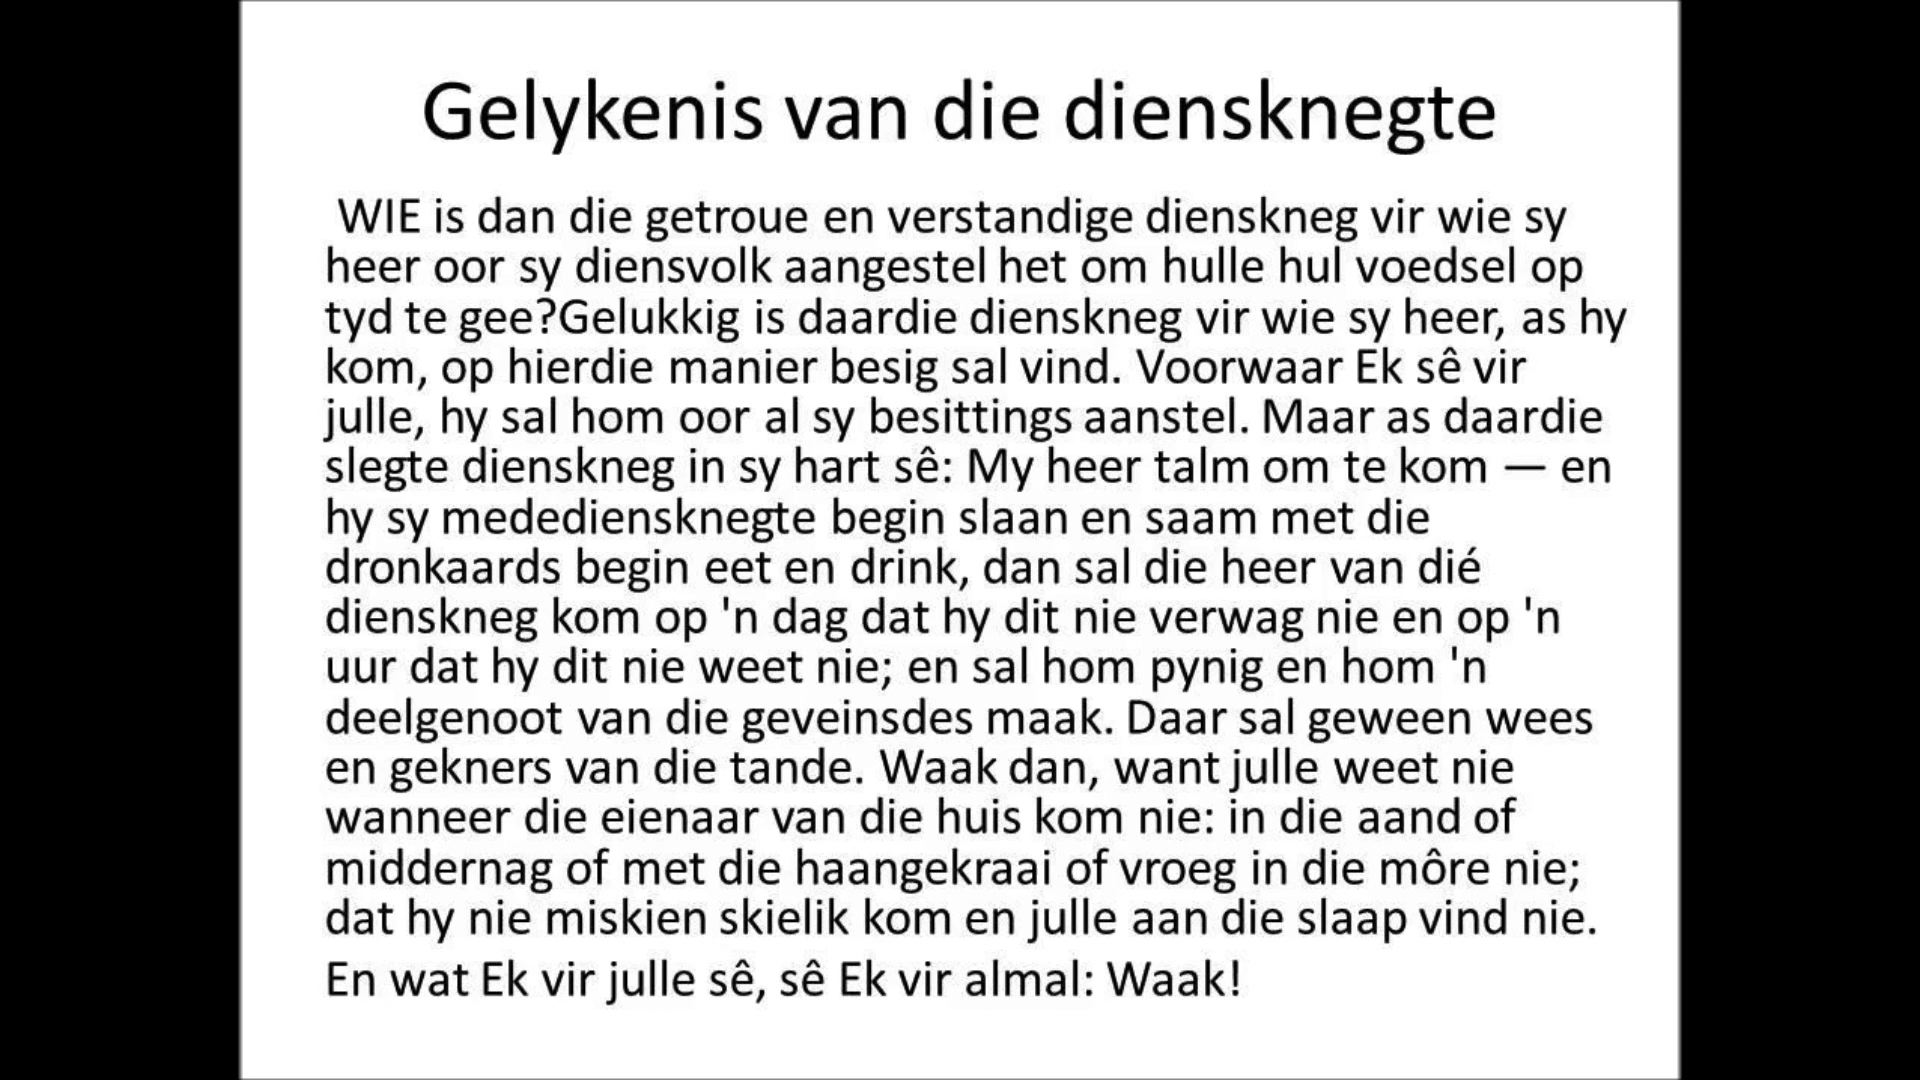 Gelykenis van die diensknegte
WIE is dan die getroue en verstandige dienskneg vir wie sy
heer oor sy diensvolk aangestel het om hulle hul voedsel op
tyd te gee?Gelukkig is daardie dienskneg vir wie sy heer, as hy
kom, op hierdie manier besig sal vind. Voorwaar Ek sê vir
julle, hy sal hom oor al sy besittings aanstel. Maar as daardie
slegte dienskneg in sy hart sê: My heer talm om te kom — en
hy sy mededienskneg​te begin slaan en saam met die
dronkaards begin eet en drink, dan sal die heer van dié
dienskneg kom op 'n dag dat hy dit nie verwag nie en op 'n
uur dat hy dit nie weet nie; en sal hom pynig en hom 'n
deelgenoot van die geveinsdes maak. Daar sal geween wees
en gekners van die tande. Waak dan, want julle weet nie
wanneer die eienaar van die huis kom nie: in die aand of
middernag of met die haangekraai of vroeg in die môre nie;
dat hy nie miskien skielik kom en julle aan die slaap vind nie.
En wat Ek vir julle sê, sê Ek vir almal: Waak!